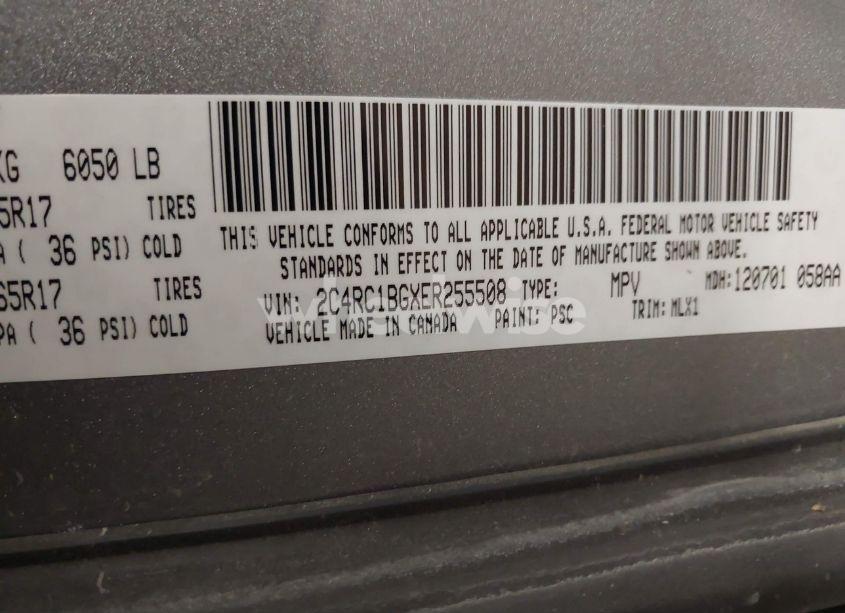 KG 6050 LB
5R17 TIRES
PA ( 36 PSI) COLD
65R17 TIRES
PA ( 36 PSI) COLD
THIS VEHICLE CONFORMS TO ALL APPLICABLE U.S.A. FEDERAL MOTOR VEHICLE SAFETY
STANDARDS IN EFFECT ON THE DATE OF MANUFACTURE SHOWN ABOVE.
VIN: 2C4RC1BGXER255508 TYPE: MPV MDH: 120701 058AA
VEHICLE MADE IN CANADA PAINT: PSC TRIM: MLX1